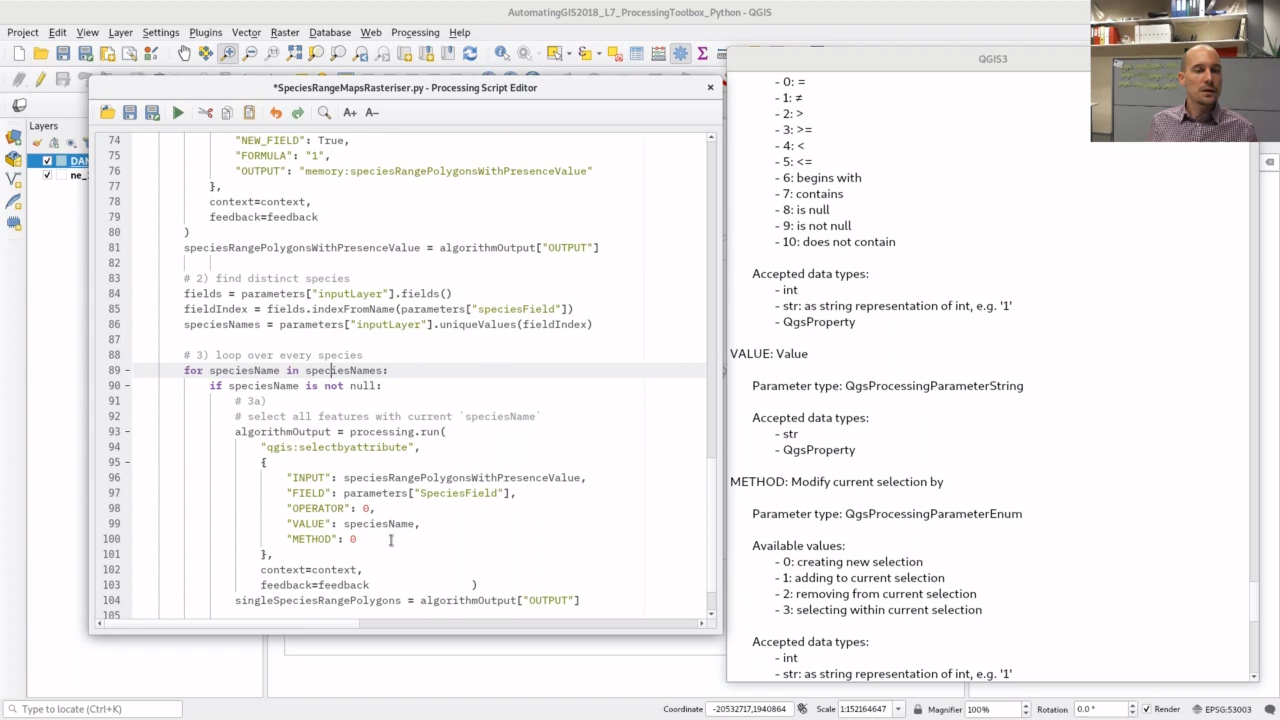 AutomatingGIS2018_L7_ProcessingToolbox_Python - QGIS
Project Edit View Layer Settings Plugins Vector Raster Database Web Processing Help
*SpeciesRangeMapsRasteriser.py - Processing Script Editor
Layers
DAN
ne_
74 "NEW_FIELD": True,
75 "FORMULA": "1",
76 "OUTPUT": "memory:speciesRangePolygonsWithPresenceValue"
77 },
78 context=context,
79 feedback=feedback
80 )
81 speciesRangePolygonsWithPresenceValue = algorithmOutput["OUTPUT"]
82
83 # 2) find distinct species
84 fields = parameters["inputLayer"].fields()
85 fieldIndex = fields.indexFromName(parameters["speciesField"])
86 speciesNames = parameters["inputLayer"].uniqueValues(fieldIndex)
87
88 # 3) loop over every species
89 for speciesName in speciesNames:
90 if speciesName is not null:
91 # 3a)
92 # select all features with current `speciesName`
93 algorithmOutput = processing.run(
94 "qgis:selectbyattribute",
95 {
96 "INPUT": speciesRangePolygonsWithPresenceValue,
97 "FIELD": parameters["SpeciesField"],
98 "OPERATOR": 0,
99 "VALUE": speciesName,
100 "METHOD": 0
101 },
102 context=context,
103 feedback=feedback )
104 singleSpeciesRangePolygons = algorithmOutput["OUTPUT"]
105
QGIS3
- 0: =
- 1: ≠
- 2: >
- 3: >=
- 4: <
- 5: <=
- 6: begins with
- 7: contains
- 8: is null
- 9: is not null
- 10: does not contain
Accepted data types:
- int
- str: as string representation of int, e.g. '1'
- QgsProperty
VALUE: Value
Parameter type: QgsProcessingParameterString
Accepted data types:
- str
- QgsProperty
METHOD: Modify current selection by
Parameter type: QgsProcessingParameterEnum
Available values:
- 0: creating new selection
- 1: adding to current selection
- 2: removing from current selection
- 3: selecting within current selection
Accepted data types:
- int
- str: as string representation of int, e.g. '1'
Type to locate (Ctrl+K) Coordinate -20532717,1940864 Scale 1:152164647 Magnifier 100% Rotation 0.0 ° Render EPSG:53003